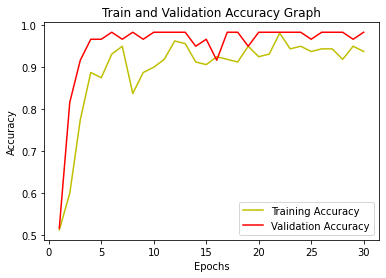 Train and Validation Accuracy Graph
1.0
0.9
0.8
0.7
0.6
0.5
Accuracy
Training Accuracy
Validation Accuracy
0 5 10 15 20 25 30
Epochs